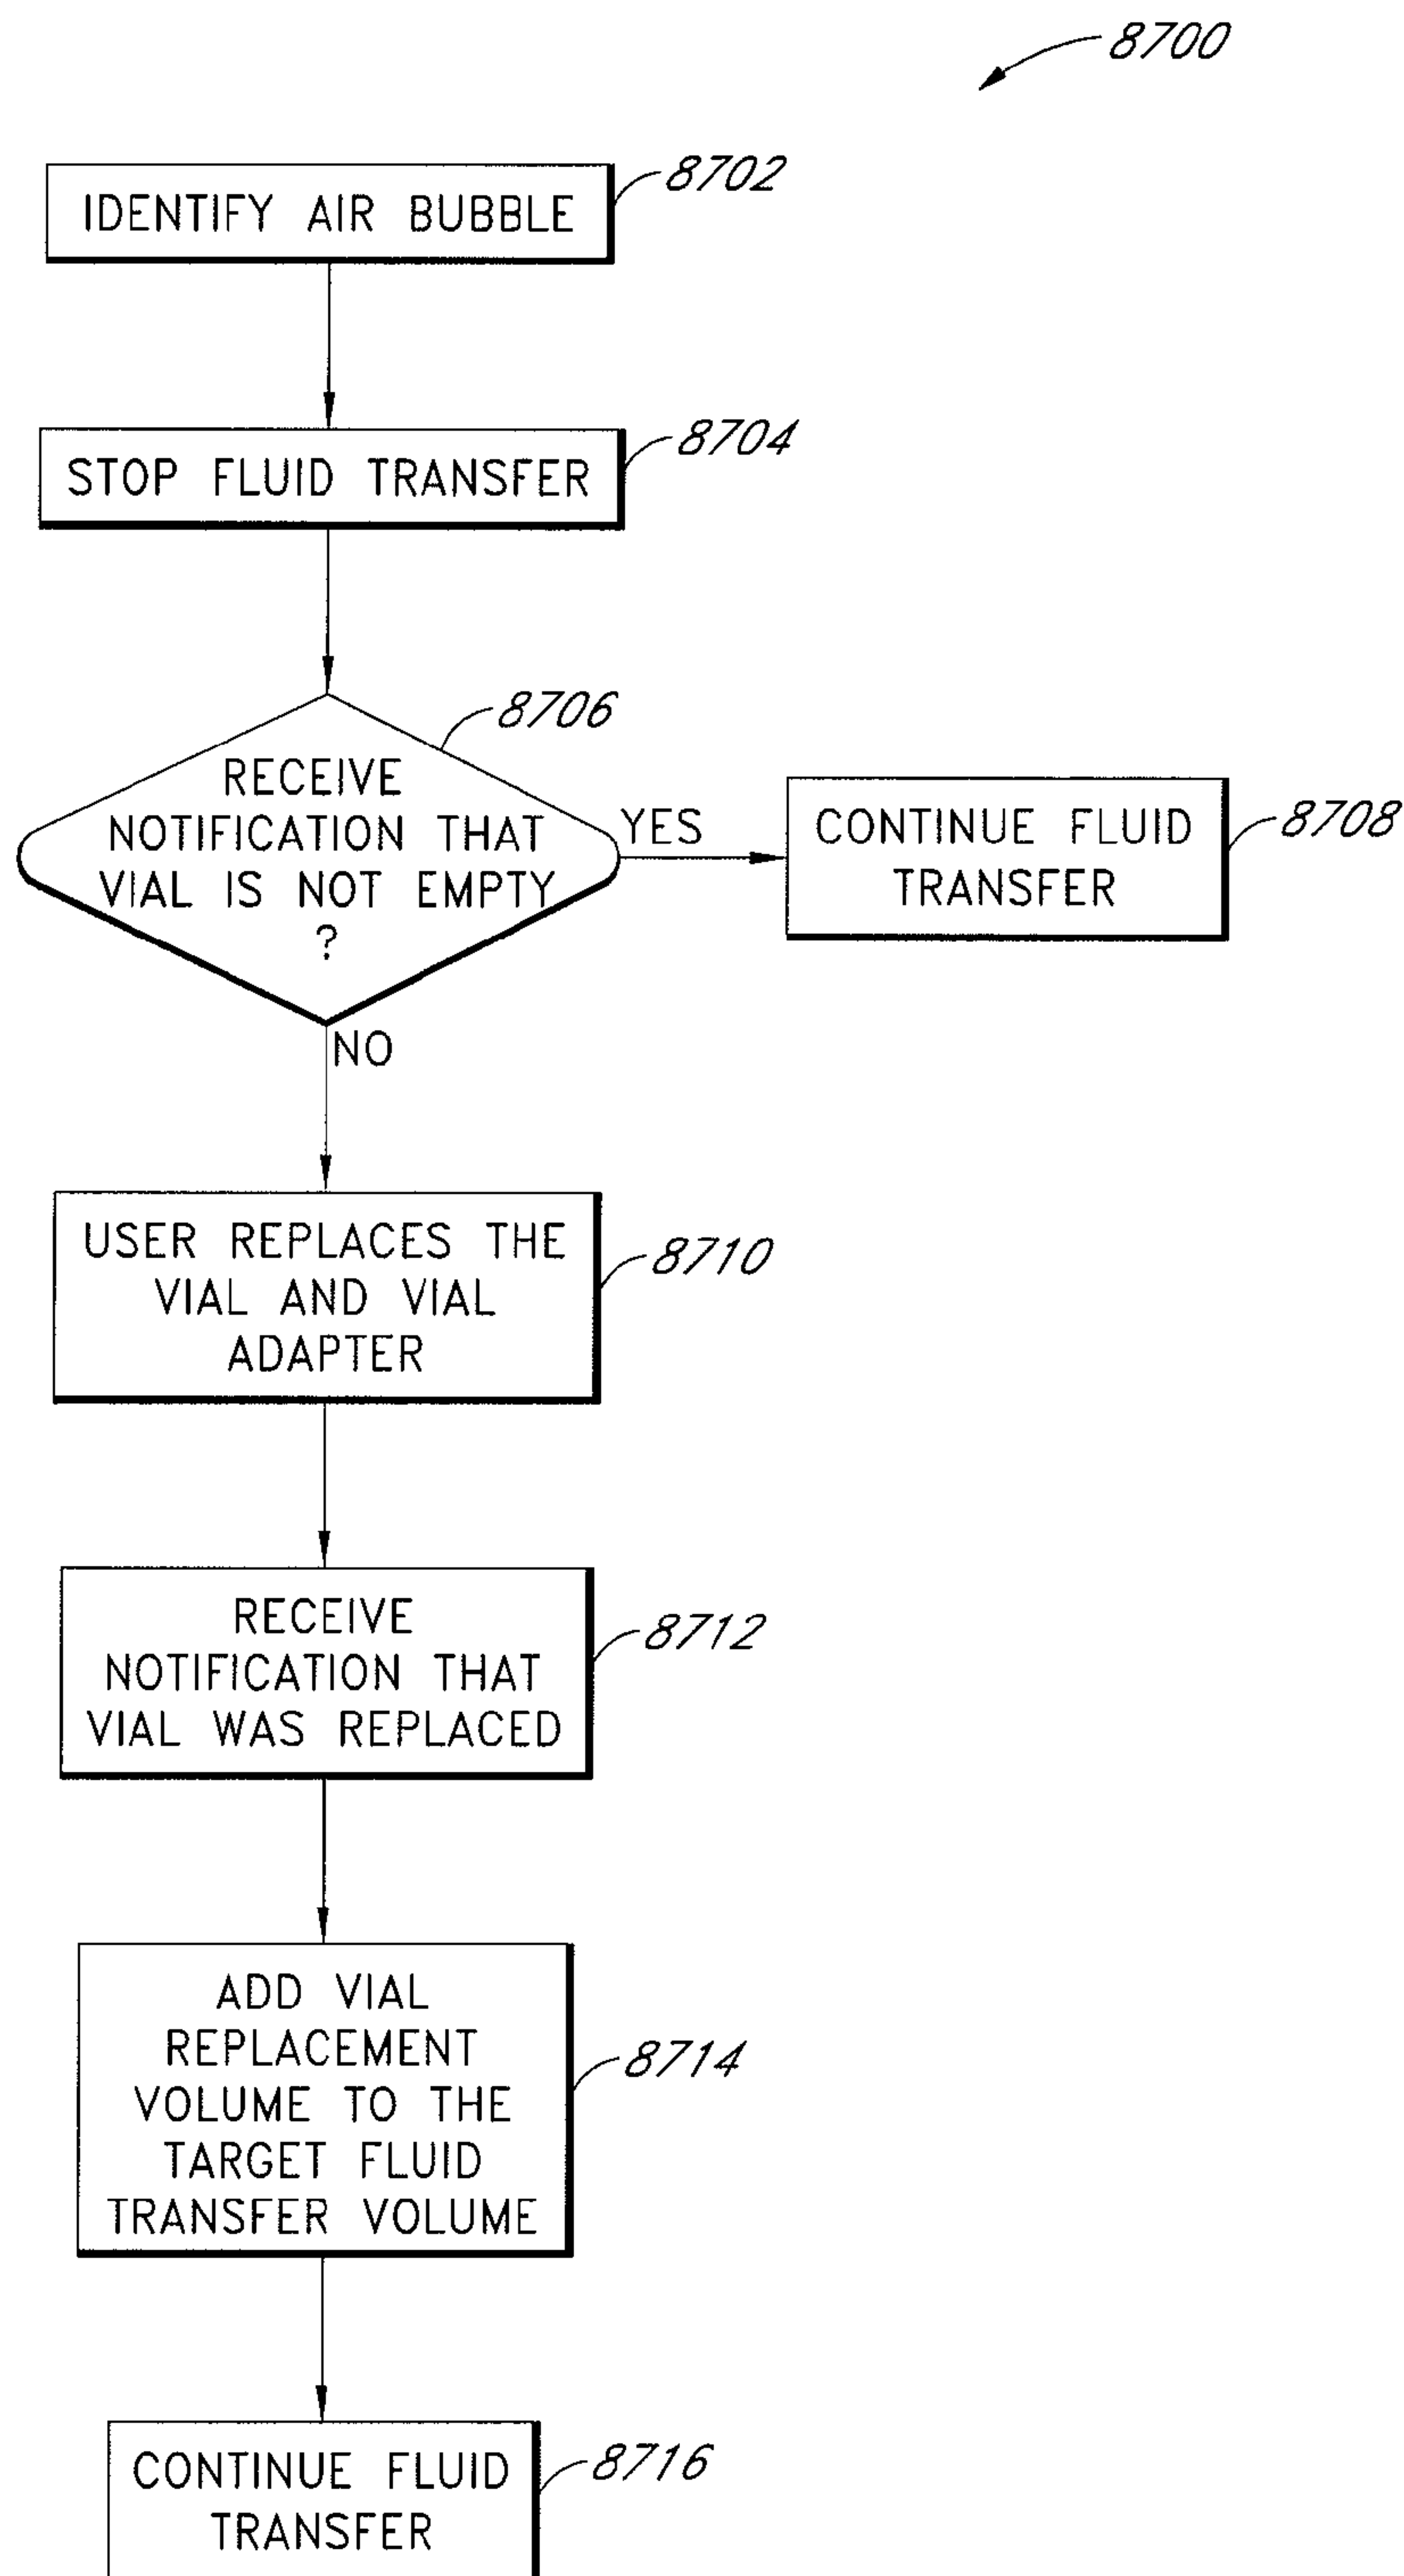 8700
IDENTIFY AIR BUBBLE
8702
STOP FLUID TRANSFER
8704
8706
RECEIVE
NOTIFICATION THAT
VIAL IS NOT EMPTY
?
YES
CONTINUE FLUID
TRANSFER
8708
NO
USER REPLACES THE
VIAL AND VIAL
ADAPTER
8710
RECEIVE
NOTIFICATION THAT
VIAL WAS REPLACED
8712
ADD VIAL
REPLACEMENT
VOLUME TO THE
TARGET FLUID
TRANSFER VOLUME
8714
CONTINUE FLUID
TRANSFER
8716